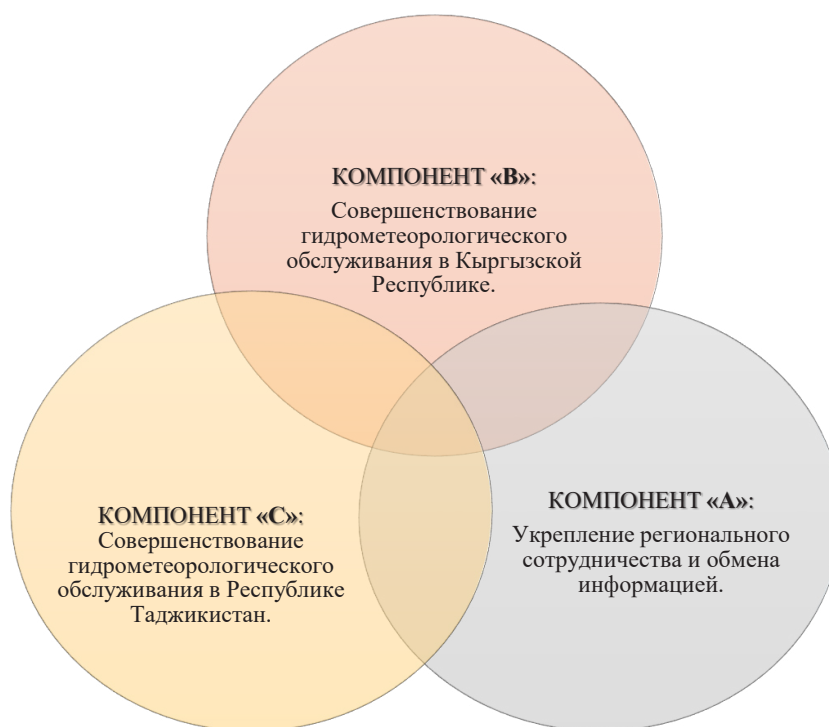 КОМПОНЕНТ «В»:
Совершенствование
гидрометеорологического
обслуживания в Кыргызской
Республике.
КОМПОНЕНТ «С»:
Совершенствование
гидрометеорологического
обслуживания в Республике
Таджикистан.
КОМПОНЕНТ «А»:
Укрепление регионального
сотрудничества и обмена
информацией.